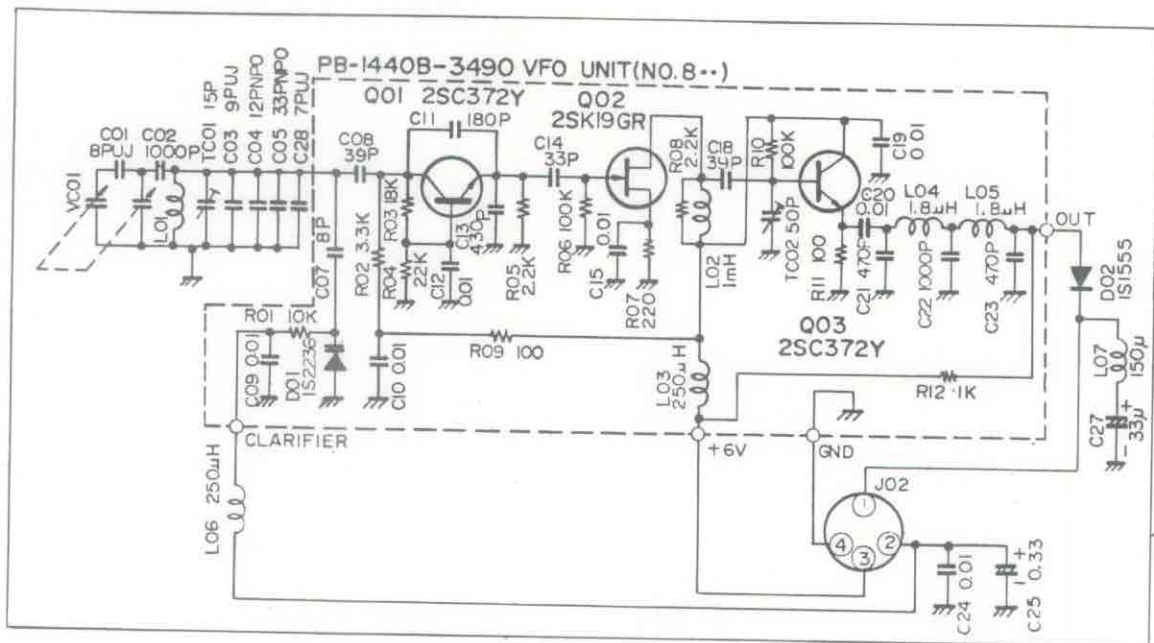 PB-1440B-3490 VFO UNIT(NO.8··)
Q01 2SC372Y
Q02
2SK19GR
C01
8PUJ
C02
1000P
TC01 15P
C03 9PUJ
C04 12PNPO
C05 33PNPO
C28 7PUJ
VC01
L01
C08
39P
C11
180P
C14
33P
R08
2.2K
C18
R10
100K
C19
0.01
C20
0.01
L04
1.8μH
L05
1.8μH
OUT
C07 8P
R02 3.3K
R03 18K
R04
22K
C12
0.01
C13
430P
R05
2.2K
R06 100K
C15
0.01
R07
220
L02
1mH
TC02 50P
R11 100
C21 470P
C22 1000P
C23 470P
D02
1S1555
Q03
2SC372Y
R01 10K
C09 0.01
D01
1S2236
C10 0.01
R09 100
L03
250μH
R12 1K
L07
150μ
C27
33μ
+
-
CLARIFIER
+6V
GND
L06 250μH
J02
1
4
2
3
C24 0.01
C25 0.33
+
-